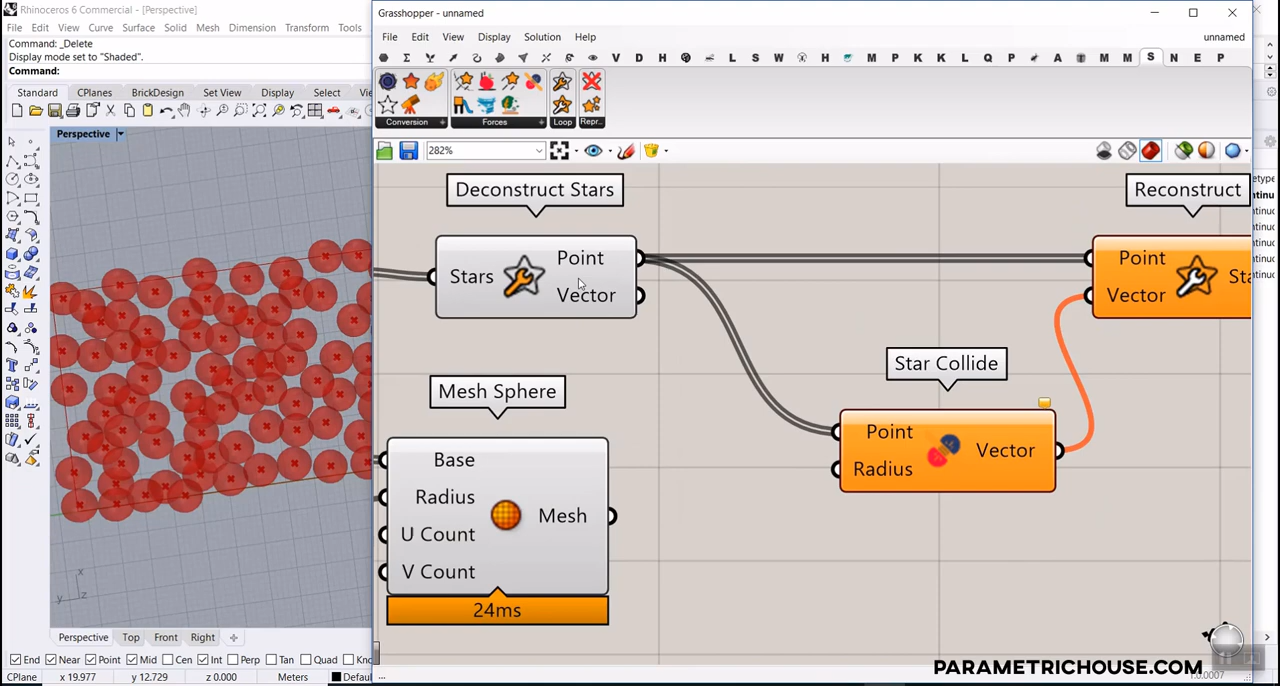 Rhinoceros 6 Commercial - [Perspective]
File Edit View Curve Surface Solid Mesh Dimension Transform Tools
Command: _Delete
Display mode set to "Shaded".
Command:
Standard CPlanes BrickDesign Set View Display Select
Perspective
x
y
z
Perspective Top Front Right
End Near Point Mid Cen Int Perp Tan Quad
CPlane x 19.977 y 12.729 z 0.000 Meters
Grasshopper - unnamed
File Edit View Display Solution Help
unnamed
V D H L S W H M P K K L Q P A M M S N E P
Conversion Forces Loop Repr..
282%
Deconstruct Stars
Stars
Point
Vector
Reconstruct
Point
Vector
Mesh Sphere
Base
Radius
U Count
V Count
Mesh
24ms
Star Collide
Point
Radius
Vector
PARAMETRICHOUSE.COM
1.0.0007